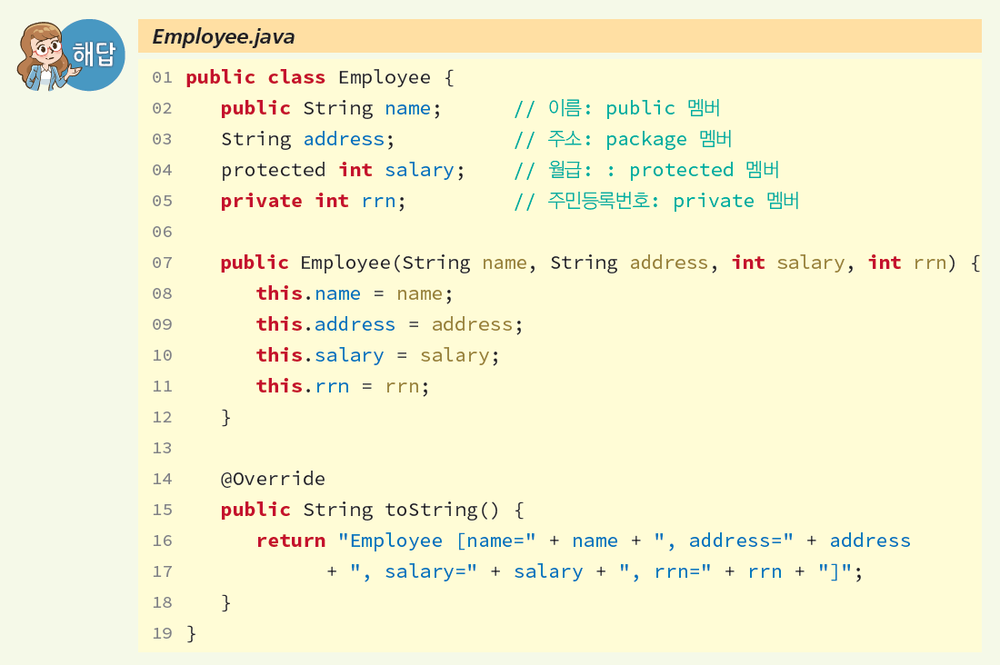 해답
Employee.java
01 public class Employee {
02 public String name; // 이름: public 멤버
03 String address; // 주소: package 멤버
04 protected int salary; // 월급: : protected 멤버
05 private int rrn; // 주민등록번호: private 멤버
06
07 public Employee(String name, String address, int salary, int rrn) {
08 this.name = name;
09 this.address = address;
10 this.salary = salary;
11 this.rrn = rrn;
12 }
13
14 @Override
15 public String toString() {
16 return "Employee [name=" + name + ", address=" + address
17 + ", salary=" + salary + ", rrn=" + rrn + "]";
18 }
19 }